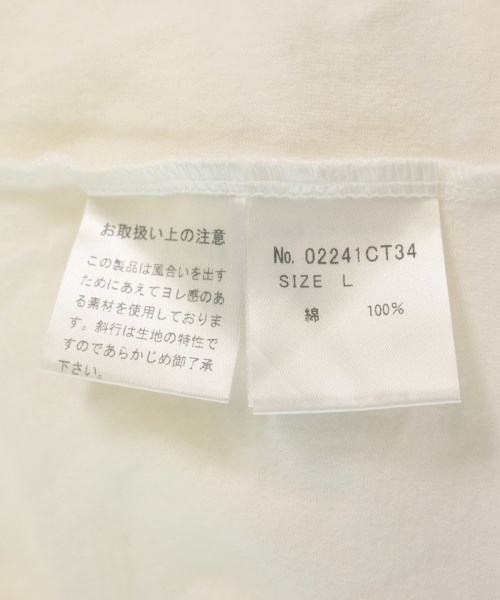 お取扱い上の注意
この製品は風合いを出す
ためにあえてヨレ感のあ
る素材を使用しておりま
す。斜行は生地の特性で
すのであらかじめ御了承
下さい。
No. 02241CT34
SIZE L
綿 100%